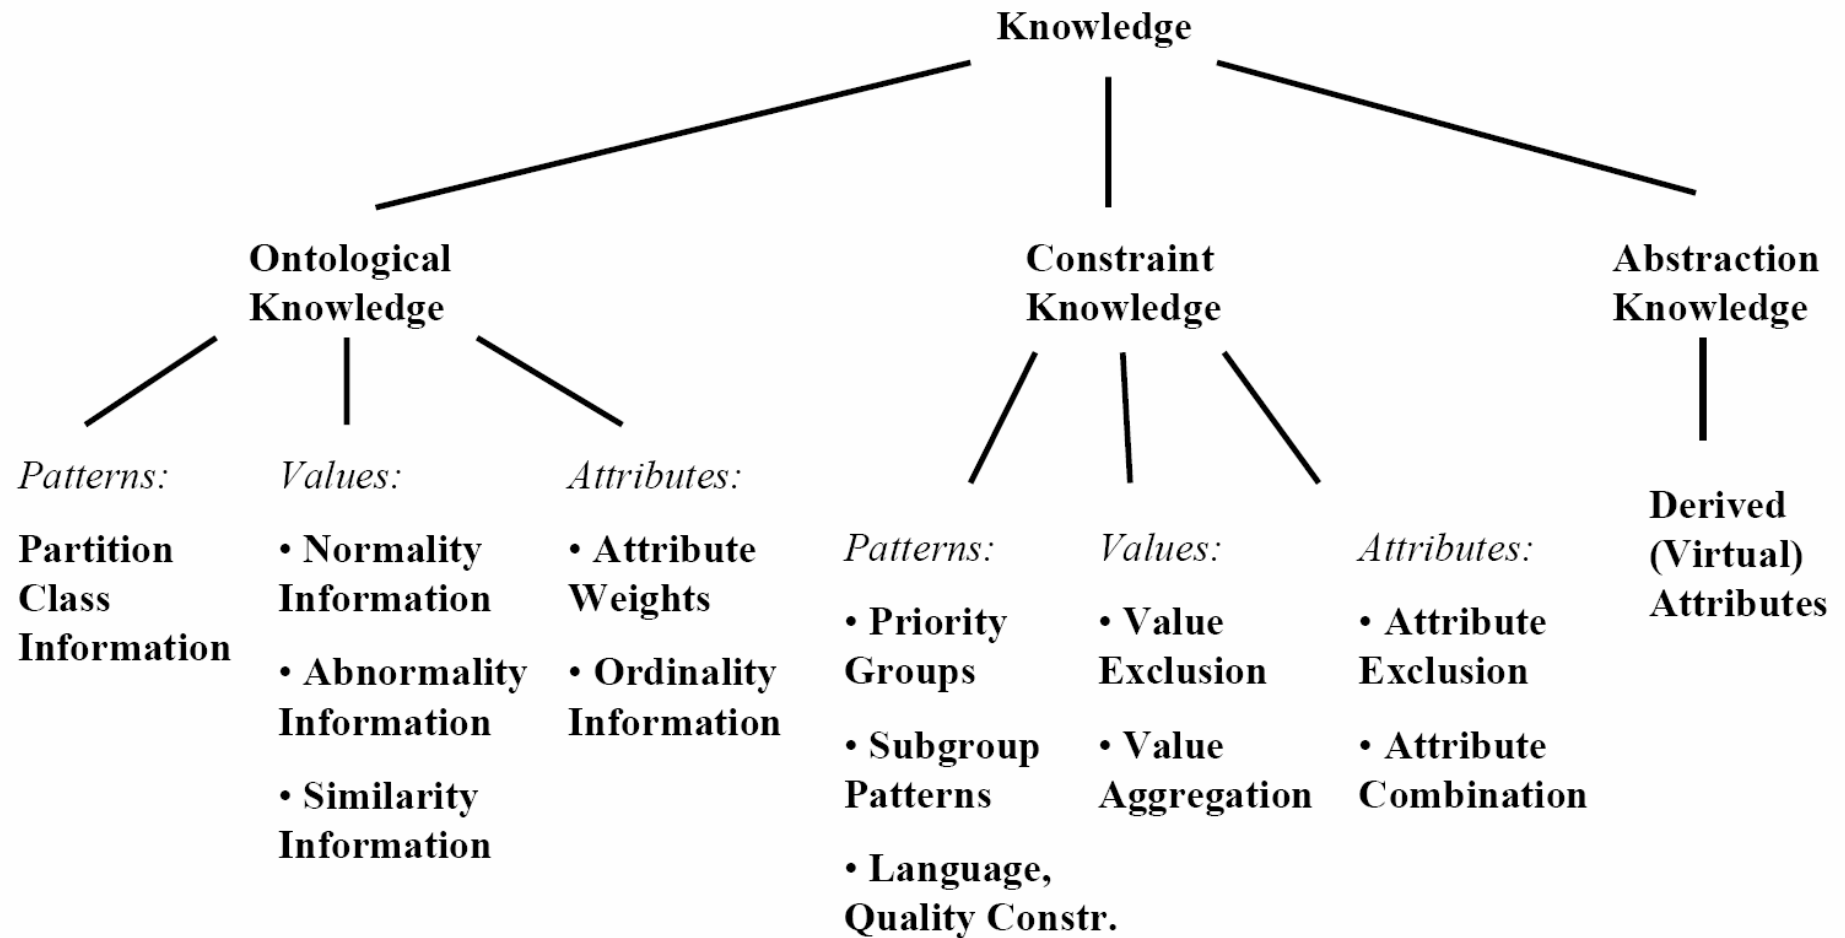 Knowledge
Ontological
Knowledge
Constraint
Knowledge
Abstraction
Knowledge
Patterns:
Partition
Class
Information
Values:
• Normality
Information
• Abnormality
Information
• Similarity
Information
Attributes:
• Attribute
Weights
• Ordinality
Information
Patterns:
• Priority
Groups
• Subgroup
Patterns
• Language,
Quality Constr.
Values:
• Value
Exclusion
• Value
Aggregation
Attributes:
• Attribute
Exclusion
• Attribute
Combination
Derived
(Virtual)
Attributes